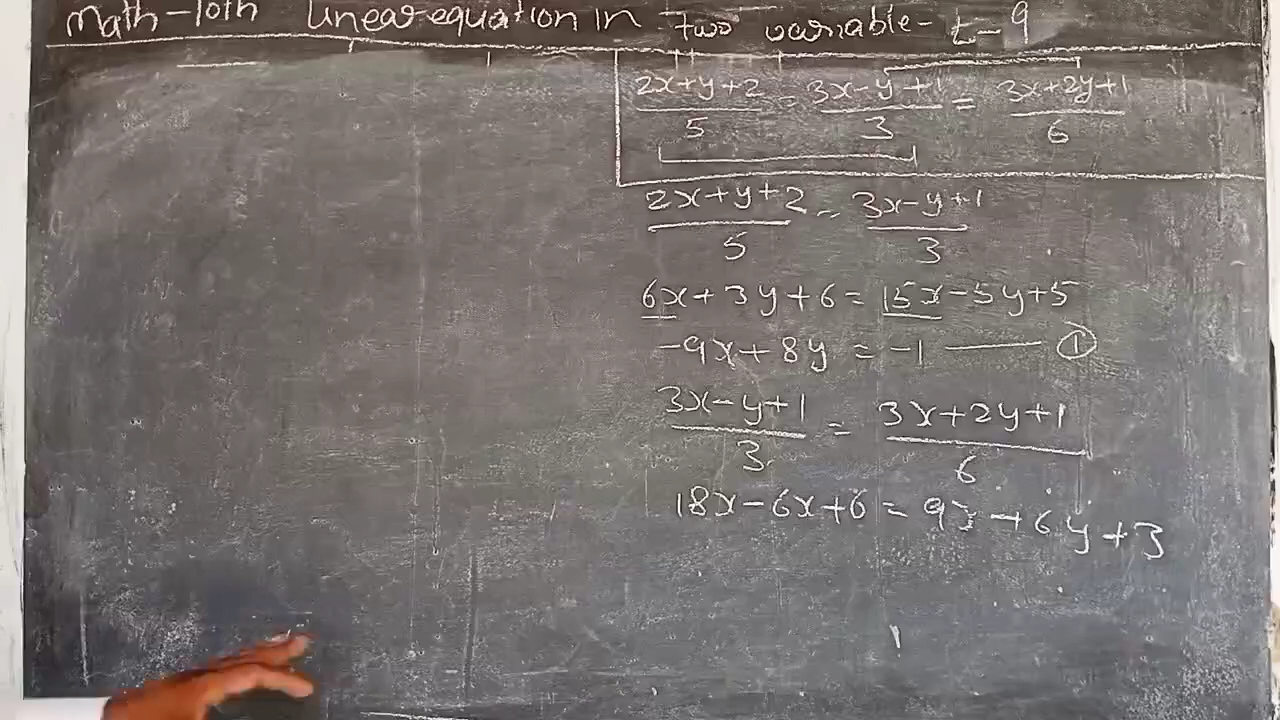 Math-10th Linear equation in two variable - L-9
2x+y+2/5 = 3x-y+1/3 = 3x+2y+1/6
2x+y+2/5 = 3x-y+1/3
6x+3y+6 = 15x-5y+5
-9x+8y = -1 —— ①
3x-y+1/3 = 3x+2y+1/6
18x-6x+6 = 9x+6y+3